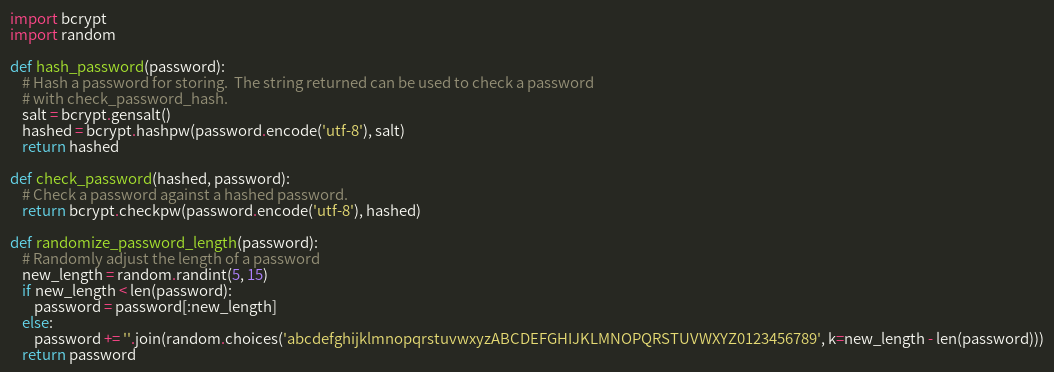 import bcrypt
import random

def hash_password(password):
    # Hash a password for storing.  The string returned can be used to check a password
    # with check_password_hash.
    salt = bcrypt.gensalt()
    hashed = bcrypt.hashpw(password.encode('utf-8'), salt)
    return hashed

def check_password(hashed, password):
    # Check a password against a hashed password.
    return bcrypt.checkpw(password.encode('utf-8'), hashed)

def randomize_password_length(password):
    # Randomly adjust the length of a password
    new_length = random.randint(5, 15)
    if new_length < len(password):
        password = password[:new_length]
    else:
        password += ''.join(random.choices('abcdefghijklmnopqrstuvwxyzABCDEFGHIJKLMNOPQRSTUVWXYZ0123456789', k=new_length - len(password)))
    return password